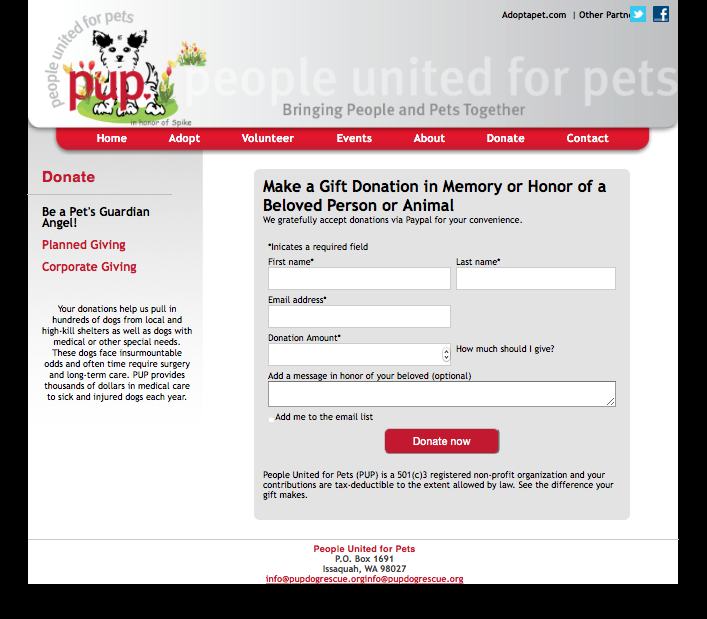 people united for pets
pup
in honor of Spike
Adoptapet.com | Other Partn
people united for pets
Bringing People and Pets Together
Home Adopt Volunteer Events About Donate Contact
Donate
Be a Pet's Guardian
Angel!
Planned Giving
Corporate Giving
Your donations help us pull in
hundreds of dogs from local and
high-kill shelters as well as dogs with
medical or other special needs.
These dogs face insurmountable
odds and often time require surgery
and long-term care. PUP provides
thousands of dollars in medical care
to sick and injured dogs each year.
Make a Gift Donation in Memory or Honor of a
Beloved Person or Animal
We gratefully accept donations via Paypal for your convenience.
*Inicates a required field
First name* Last name*
Email address*
Donation Amount*
How much should I give?
Add a message in honor of your beloved (optional)
Add me to the email list
Donate now
People United for Pets (PUP) is a 501(c)3 registered non-profit organization and your
contributions are tax-deductible to the extent allowed by law. See the difference your
gift makes.
People United for Pets
P.O. Box 1691
Issaquah, WA 98027
info@pupdogrescue.orginfo@pupdogrescue.org